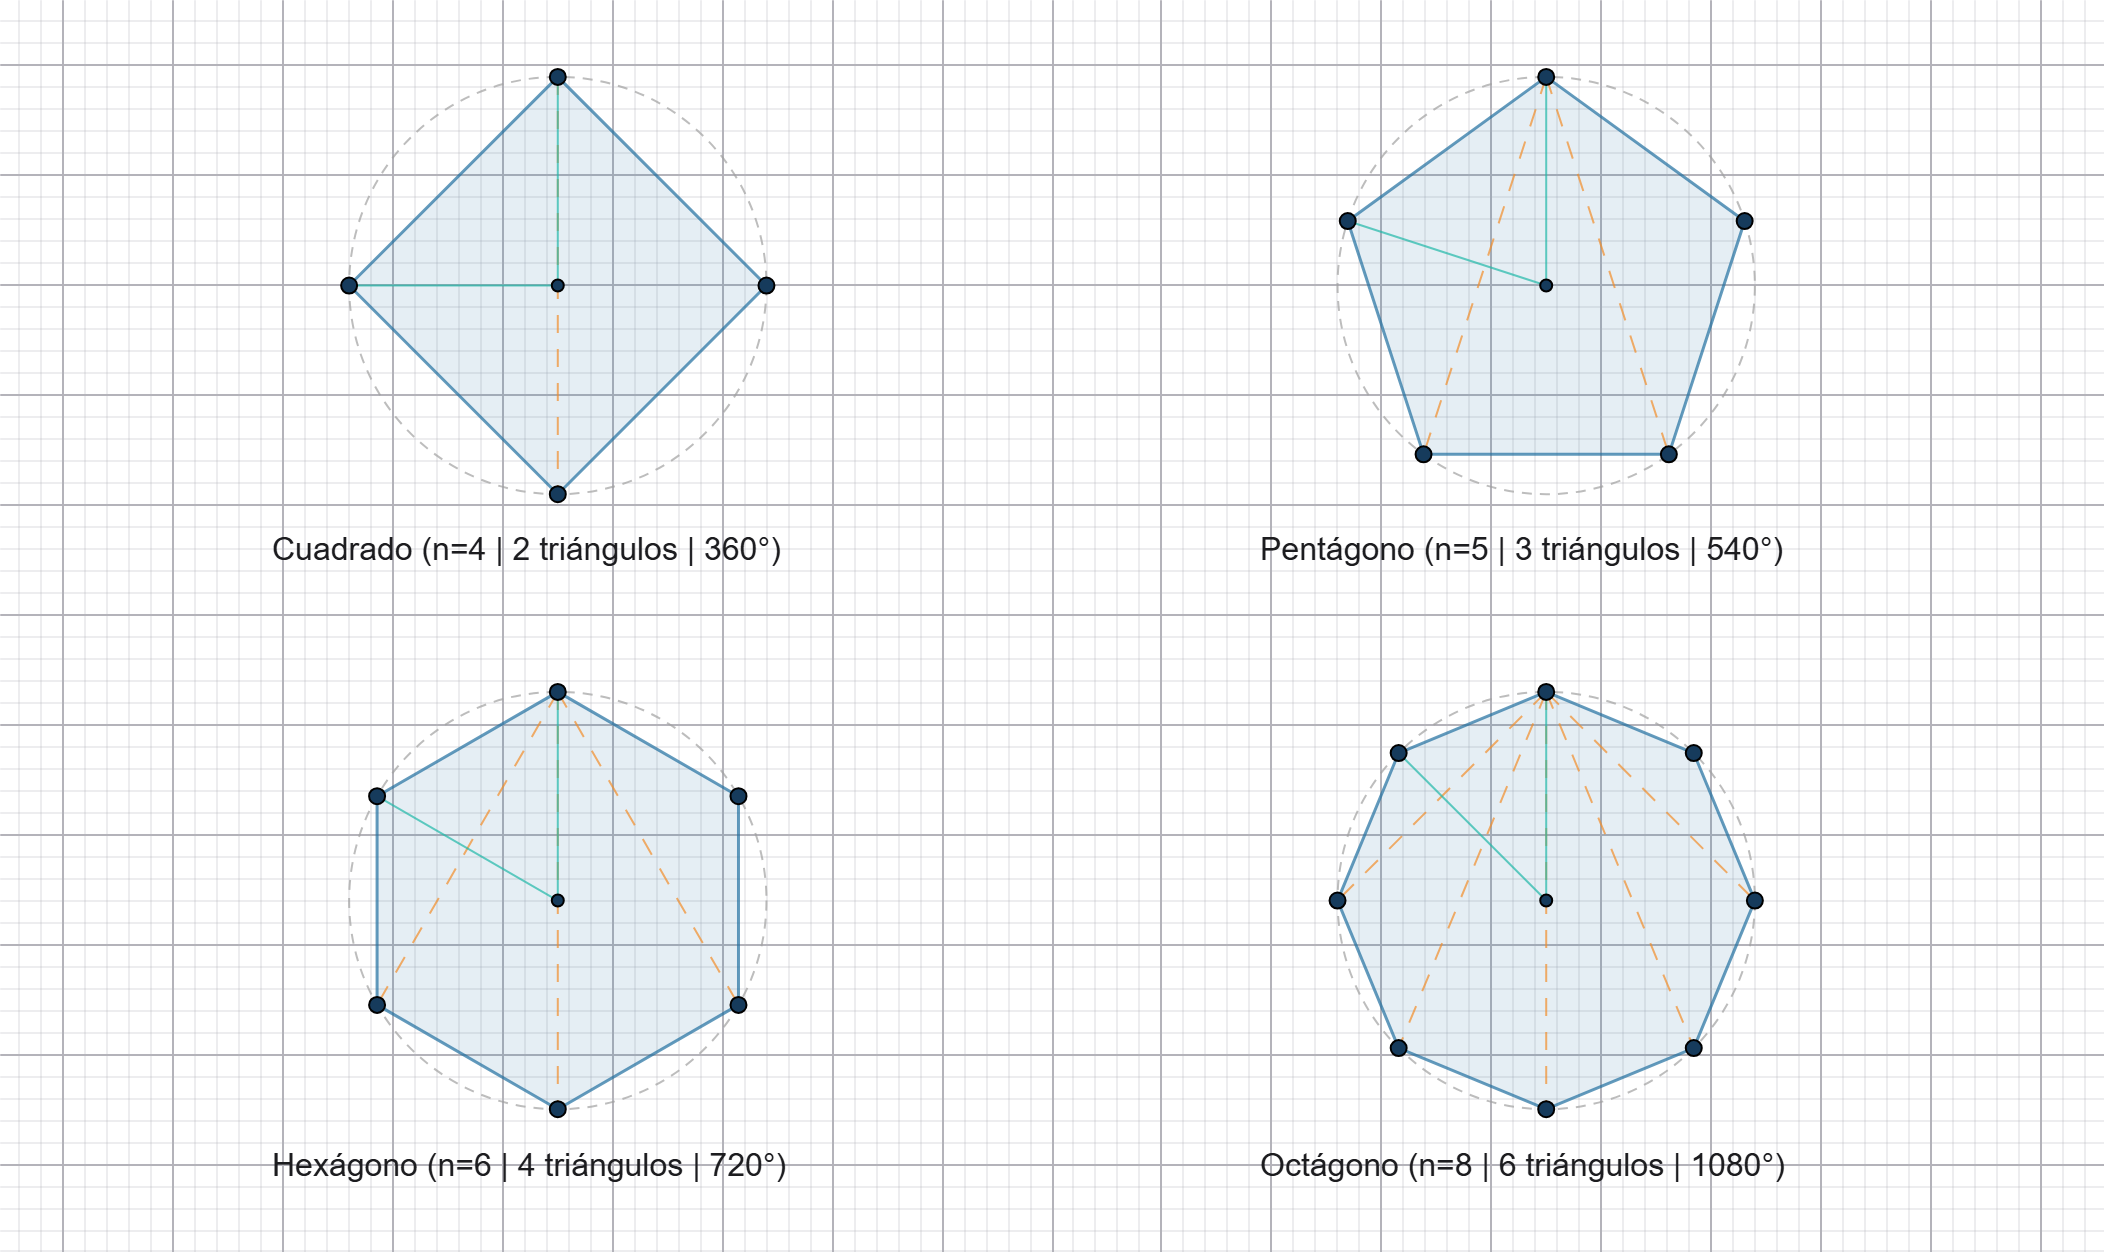 Cuadrado (n=4 | 2 triángulos | 360°)
Pentágono (n=5 | 3 triángulos | 540°)
Hexágono (n=6 | 4 triángulos | 720°)
Octágono (n=8 | 6 triángulos | 1080°)